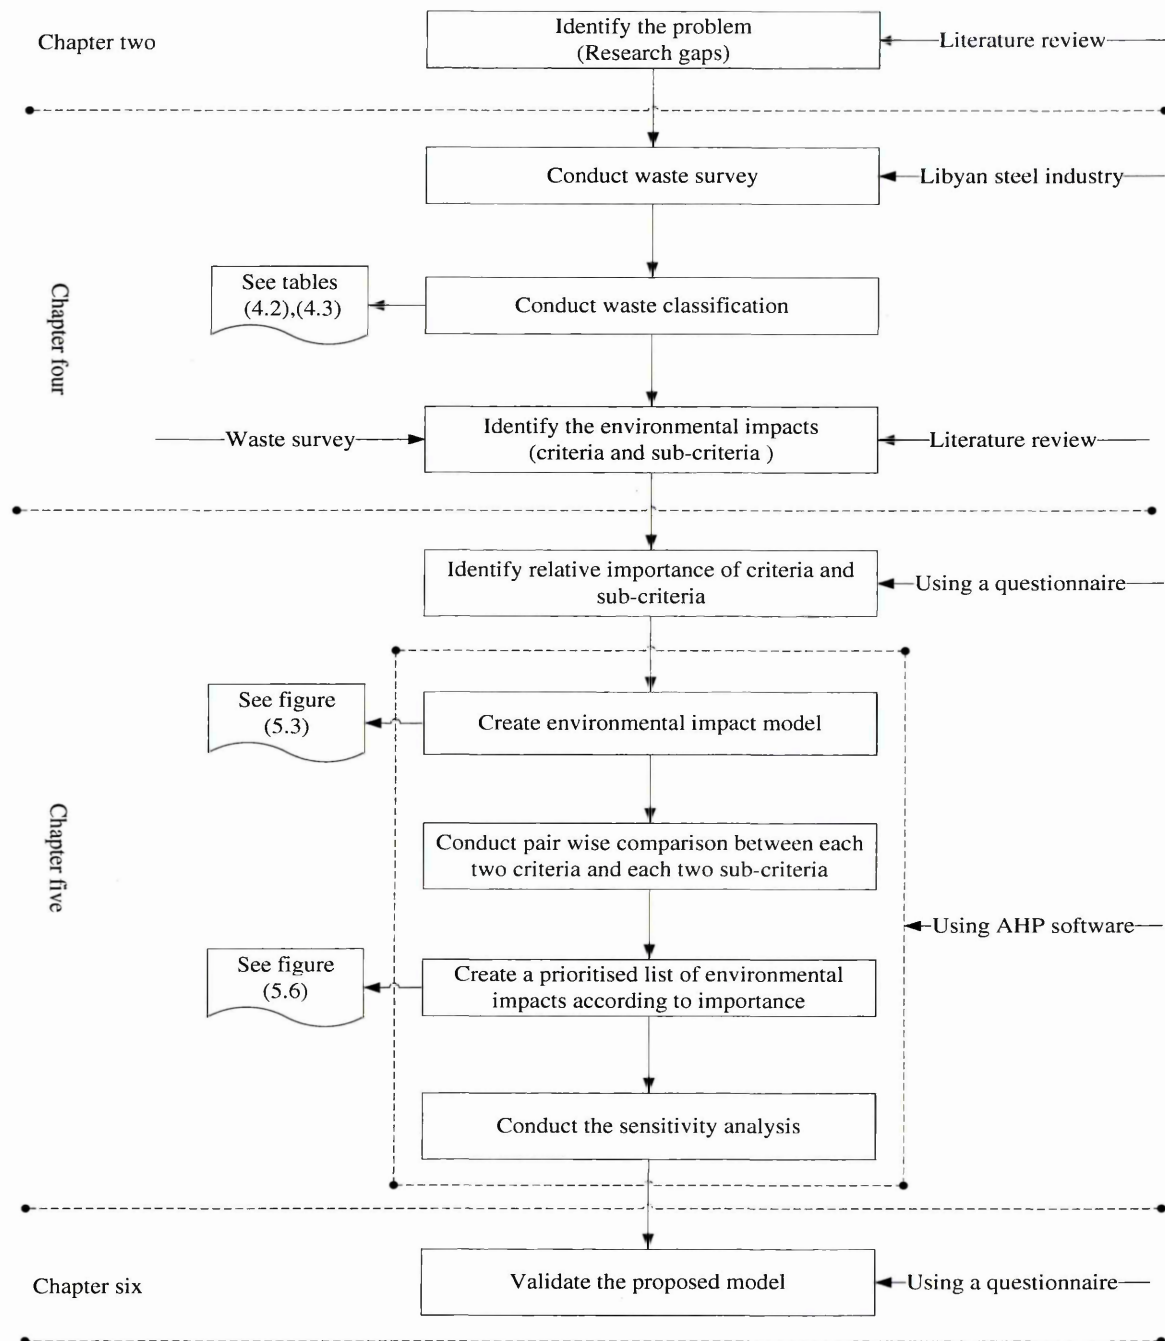 Chapter two
Identify the problem
(Research gaps)
Literature review
Conduct waste survey
Libyan steel industry
Chapter four
See tables
(4.2),(4.3)
Conduct waste classification
Waste survey
Identify the environmental impacts
(criteria and sub-criteria )
Literature review
Identify relative importance of criteria and
sub-criteria
Using a questionnaire
Chapter five
See figure
(5.3)
Create environmental impact model
Conduct pair wise comparison between each
two criteria and each two sub-criteria
Using AHP software
See figure
(5.6)
Create a prioritised list of environmental
impacts according to importance
Conduct the sensitivity analysis
Chapter six
Validate the proposed model
Using a questionnaire